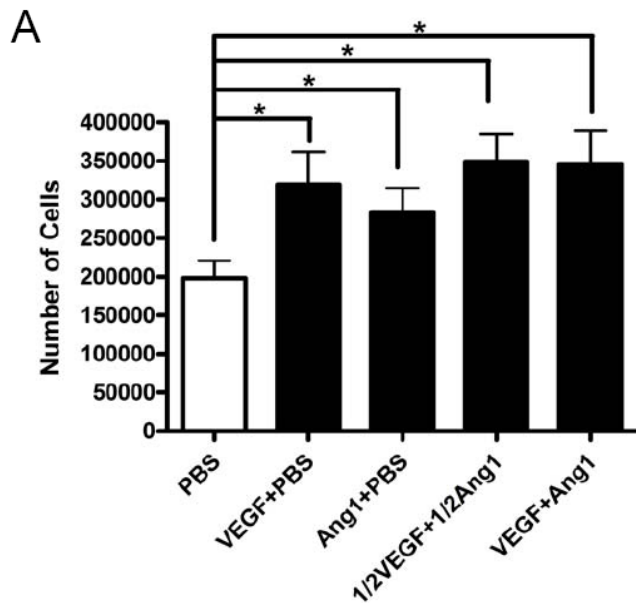 A
*
*
*
*
400000
350000
300000
250000
200000
150000
100000
50000
0
Number of Cells
PBS
VEGF+PBS
Ang1+PBS
1/2VEGF+1/2Ang1
VEGF+Ang1